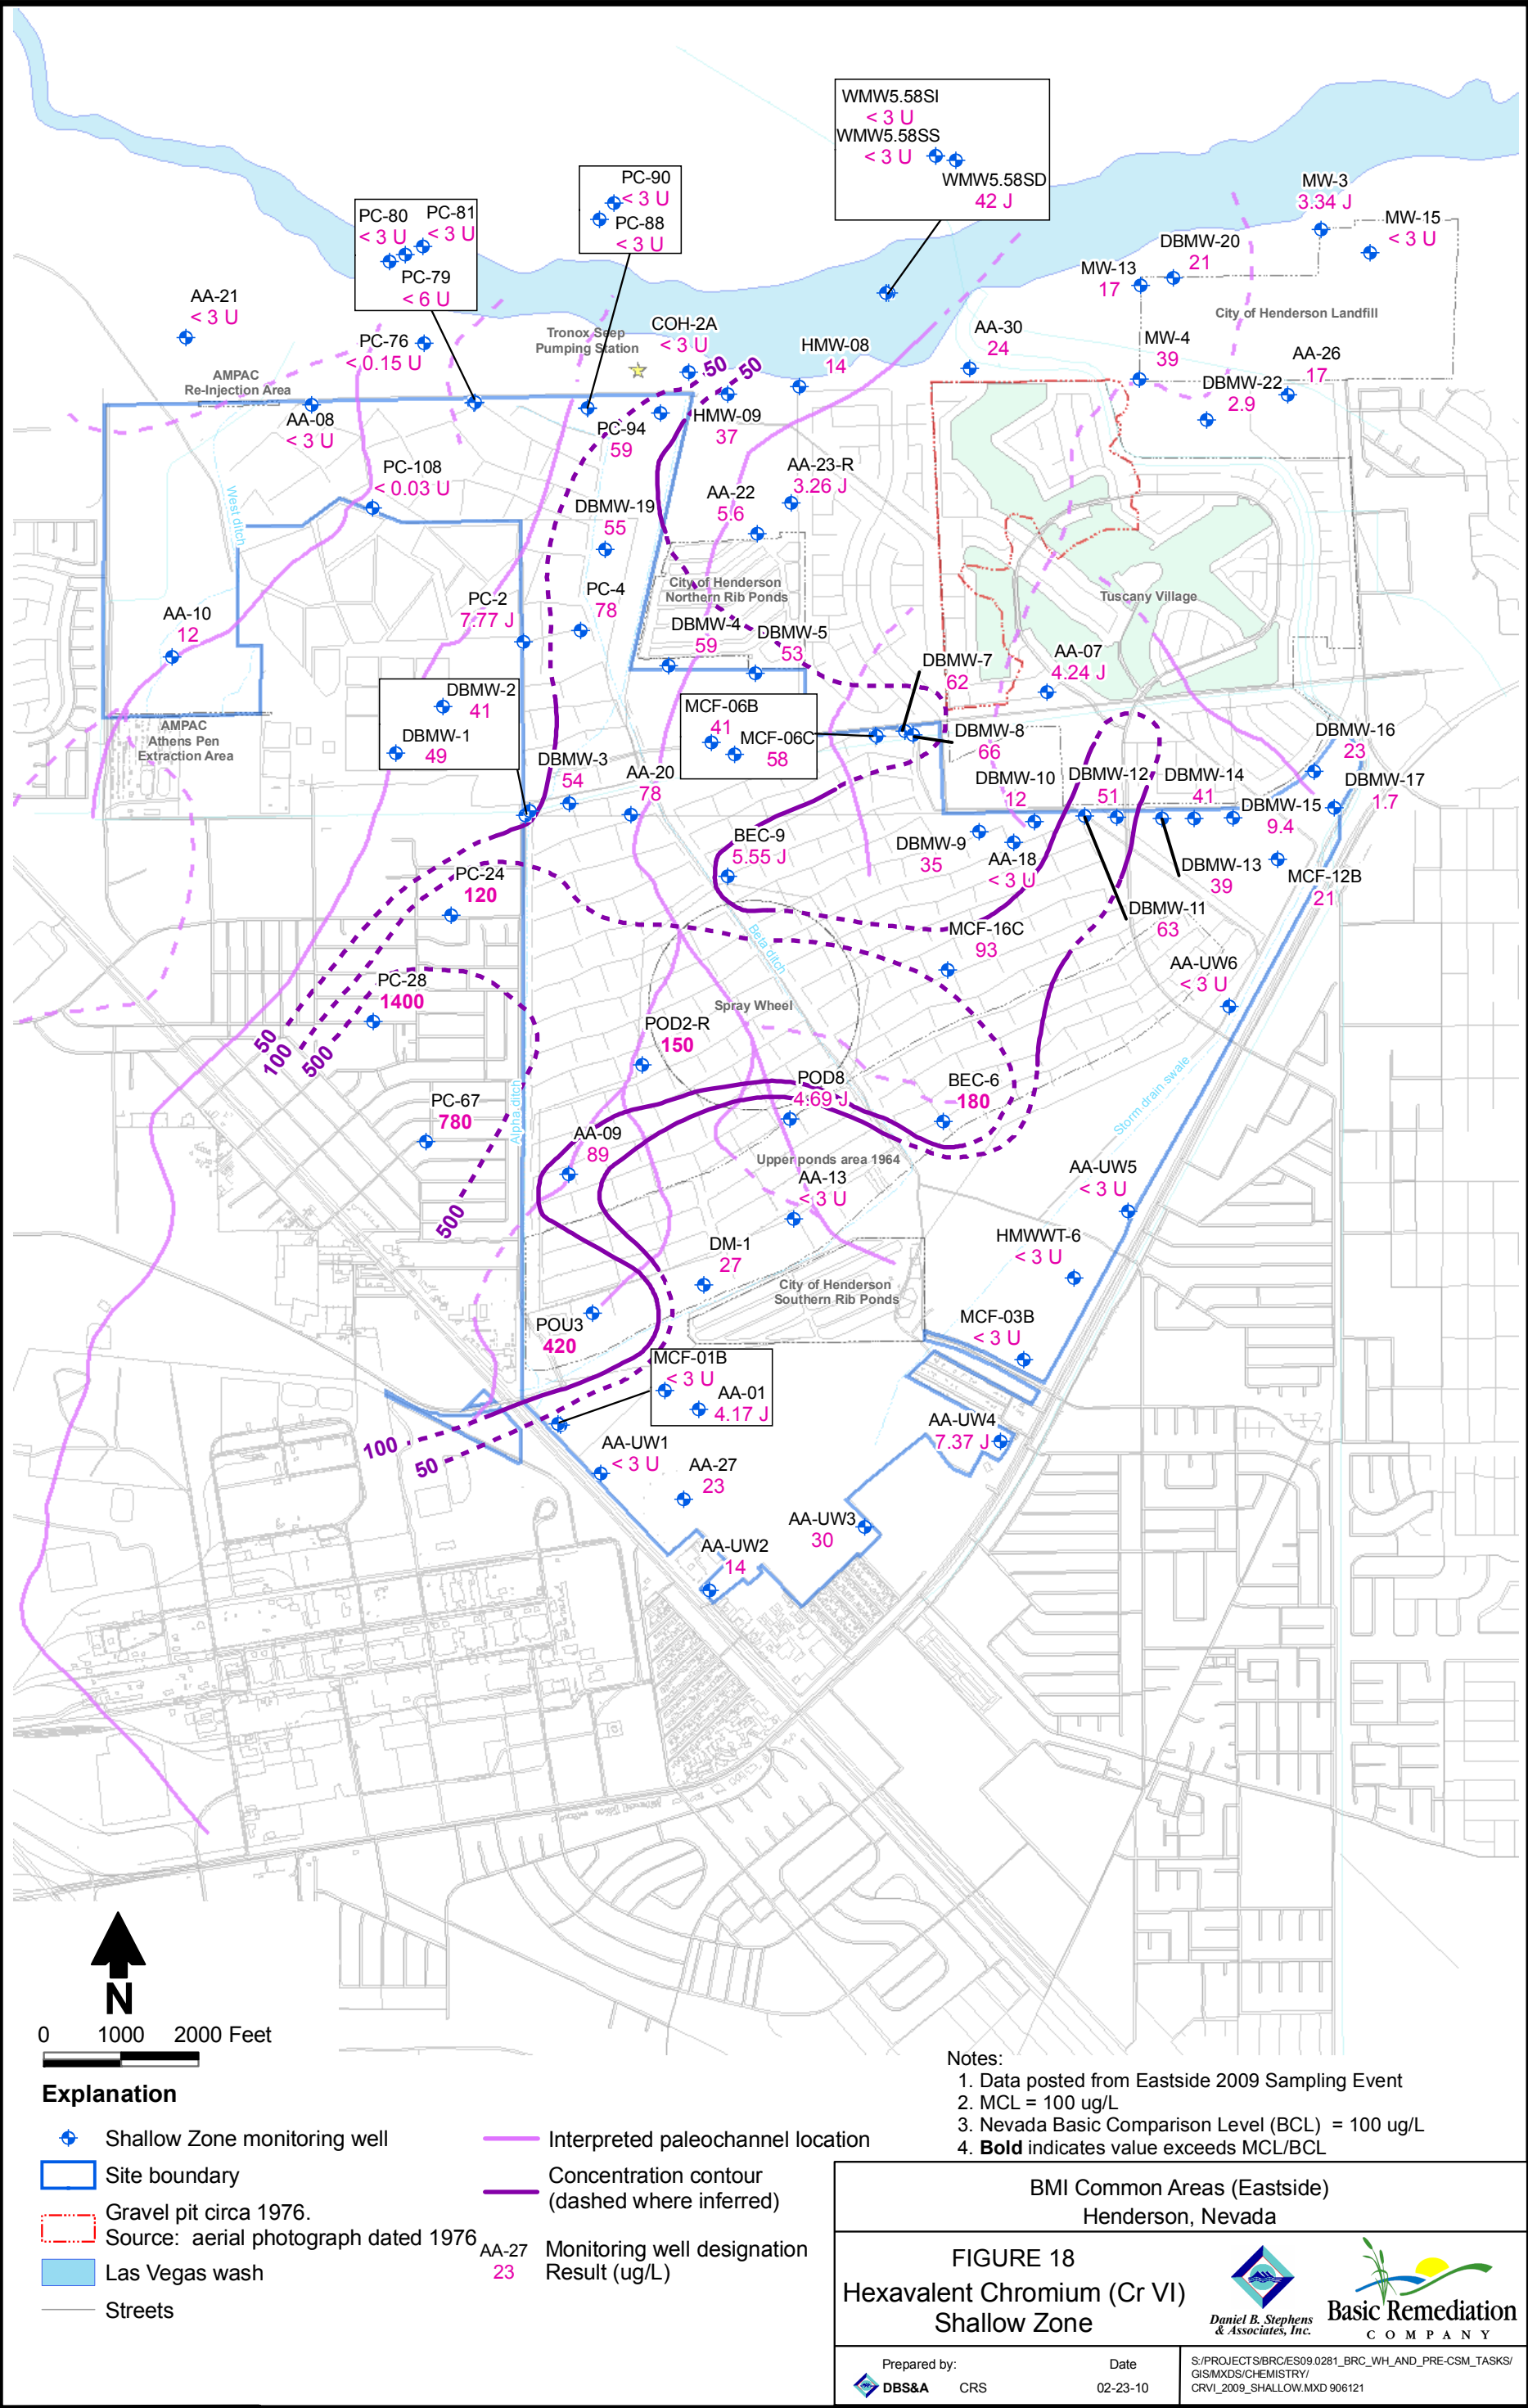 WMW5.58SI
< 3 U
WMW5.58SS
< 3 U
WMW5.58SD
42 J
PC-90
< 3 U
PC-88
< 3 U
PC-80
< 3 U
PC-81
< 3 U
PC-79
< 6 U
MW-3
3.34 J
MW-15
< 3 U
DBMW-20
21
MW-13
17
City of Henderson Landfill
AA-21
< 3 U
PC-76
< 0.15 U
Tronox Seep
Pumping Station
COH-2A
< 3 U
HMW-08
14
AA-30
24
MW-4
39
AA-26
17
DBMW-22
2.9
AMPAC
Re-Injection Area
AA-08
< 3 U
50
50
PC-94
59
HMW-09
37
PC-108
< 0.03 U
West ditch
AA-22
5.6
AA-23-R
3.26 J
DBMW-19
55
City of Henderson
Northern Rib Ponds
Tuscany Village
PC-2
7.77 J
PC-4
78
AA-10
12
DBMW-4
59
DBMW-5
53
DBMW-7
62
AA-07
4.24 J
DBMW-2
41
DBMW-1
49
MCF-06B
41
MCF-06C
58
DBMW-8
66
AMPAC
Athens Pen
Extraction Area
DBMW-3
54
AA-20
78
DBMW-10
12
DBMW-12
51
DBMW-14
41
DBMW-16
23
DBMW-17
1.7
DBMW-15
9.4
BEC-9
5.55 J
DBMW-9
35
AA-18
< 3 U
DBMW-13
39
MCF-12B
21
PC-24
120
DBMW-11
63
MCF-16C
93
Beta ditch
AA-UW6
< 3 U
PC-28
1400
Spray Wheel
50
100
500
POD2-R
150
Storm drain swale
POD8
4.69 J
BEC-6
180
PC-67
780
Alpha ditch
AA-09
89
Upper ponds area 1964
AA-13
< 3 U
AA-UW5
< 3 U
500
HMWWT-6
< 3 U
DM-1
27
City of Henderson
Southern Rib Ponds
POU3
420
MCF-03B
< 3 U
MCF-01B
< 3 U
AA-01
4.17 J
100
50
AA-UW4
7.37 J
AA-UW1
< 3 U
AA-27
23
AA-UW3
30
AA-UW2
14
N
0 1000 2000 Feet
Explanation
Shallow Zone monitoring well
Site boundary
Gravel pit circa 1976.
Source: aerial photograph dated 1976
Las Vegas wash
Streets
Interpreted paleochannel location
Concentration contour
(dashed where inferred)
AA-27 Monitoring well designation
23 Result (ug/L)
Notes:
1. Data posted from Eastside 2009 Sampling Event
2. MCL = 100 ug/L
3. Nevada Basic Comparison Level (BCL) = 100 ug/L
4. Bold indicates value exceeds MCL/BCL
BMI Common Areas (Eastside)
Henderson, Nevada
FIGURE 18
Hexavalent Chromium (Cr VI)
Shallow Zone
Daniel B. Stephens
& Associates, Inc.
Basic Remediation
COMPANY
Prepared by:
DBS&A CRS
Date
02-23-10
S:/PROJECTS/BRC/ES09.0281_BRC_WH_AND_PRE-CSM_TASKS/
GIS/MXDS/CHEMISTRY/
CRVI_2009_SHALLOW.MXD 906121